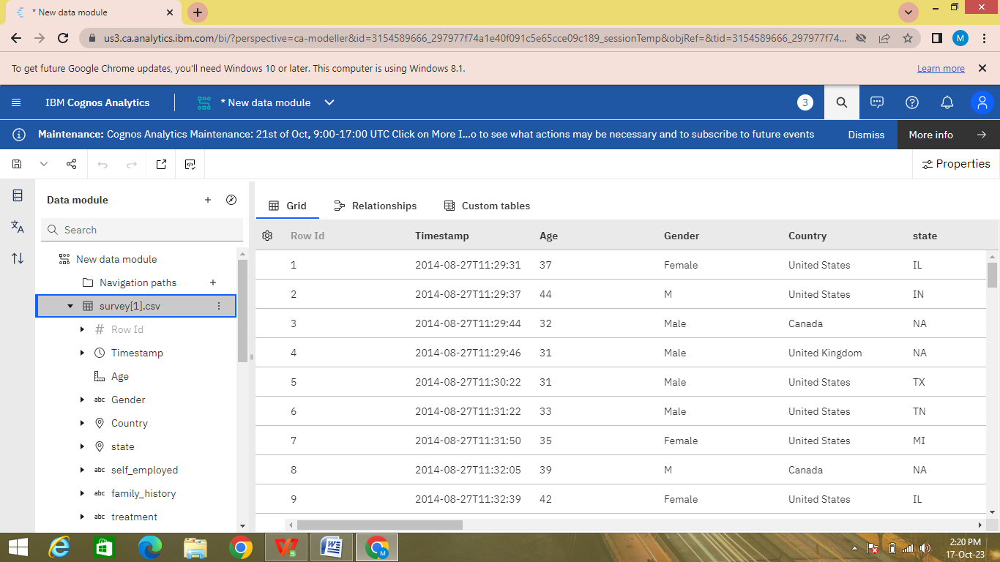 * New data module
us3.ca.analytics.ibm.com/bi/?perspective=ca-modeller&id=3154589666_297977f74a1e40f091c5e65cce09c189_sessionTemp&objRef=&tid=3154589666_297977f74...
M
To get future Google Chrome updates, you'll need Windows 10 or later. This computer is using Windows 8.1.
Learn more
IBM Cognos Analytics
* New data module
3
Maintenance: Cognos Analytics Maintenance: 21st of Oct, 9:00-17:00 UTC Click on More I...o to see what actions may be necessary and to subscribe to future events
Dismiss
More info
Properties
Data module
Search
New data module
Navigation paths
survey[1].csv
# Row Id
Timestamp
Age
abc Gender
Country
state
abc self_employed
abc family_history
abc treatment
Grid Relationships Custom tables
Row Id Timestamp Age Gender Country state
1 2014-08-27T11:29:31 37 Female United States IL
2 2014-08-27T11:29:37 44 M United States IN
3 2014-08-27T11:29:44 32 Male Canada NA
4 2014-08-27T11:29:46 31 Male United Kingdom NA
5 2014-08-27T11:30:22 31 Male United States TX
6 2014-08-27T11:31:22 33 Male United States TN
7 2014-08-27T11:31:50 35 Female United States MI
8 2014-08-27T11:32:05 39 M Canada NA
9 2014-08-27T11:32:39 42 Female United States IL
2:20 PM
17-Oct-23